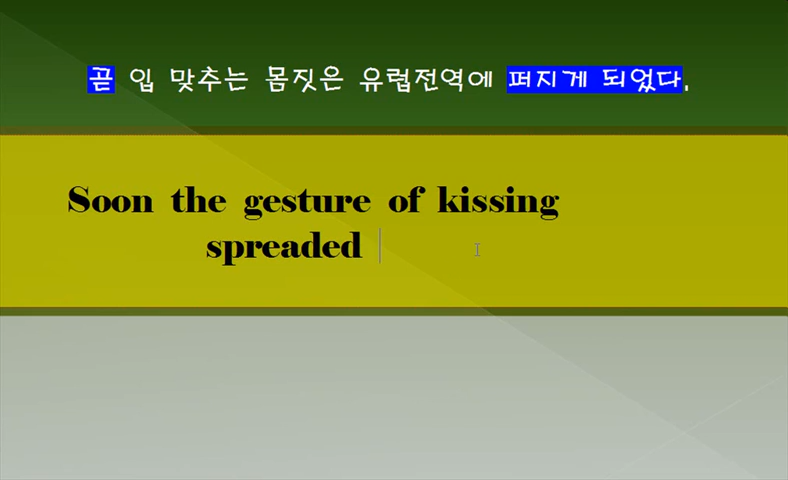 곧 입 맞추는 몸짓은 유럽전역에 퍼지게 되었다.
Soon the gesture of kissing
spreaded